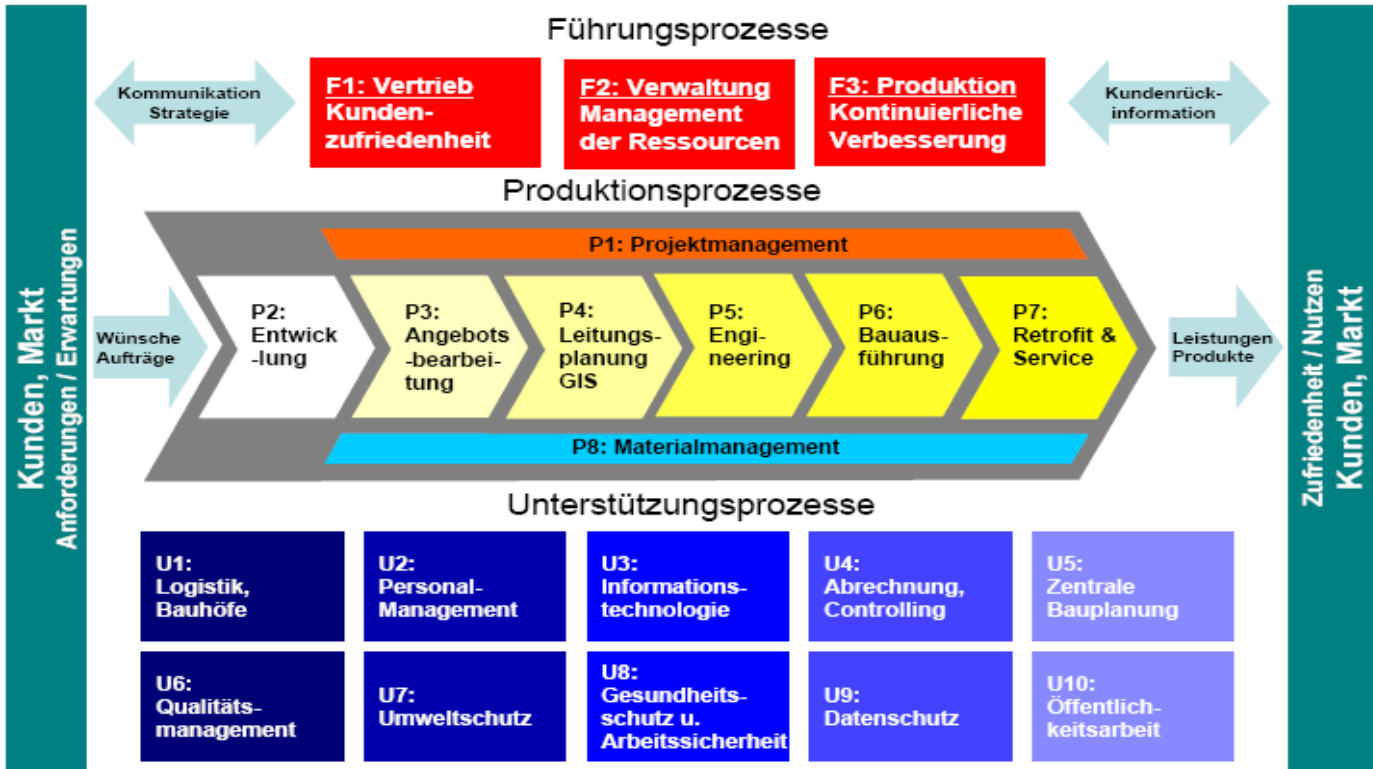 Führungsprozesse
Kunden, Markt
Anforderungen / Erwartungen
Kommunikation
Strategie
F1: Vertrieb
Kunden-
zufriedenheit
F2: Verwaltung
Management
der Ressourcen
F3: Produktion
Kontinuierliche
Verbesserung
Kundenrück-
information
Produktionsprozesse
P1: Projektmanagement
Wünsche
Aufträge
P2:
Entwick
-lung
P3:
Angebots
-bearbei-
tung
P4:
Leitungs-
planung
GIS
P5:
Engi-
neering
P6:
Bauaus-
führung
P7:
Retrofit &
Service
Leistungen
Produkte
P8: Materialmanagement
Zufriedenheit / Nutzen
Kunden, Markt
Unterstützungsprozesse
U1:
Logistik,
Bauhöfe
U2:
Personal-
Management
U3:
Informations-
technologie
U4:
Abrechnung,
Controlling
U5:
Zentrale
Bauplanung
U6:
Qualitäts-
management
U7:
Umweltschutz
U8:
Gesundheits-
schutz u.
Arbeitssicherheit
U9:
Datenschutz
U10:
Öffentlich-
keitsarbeit